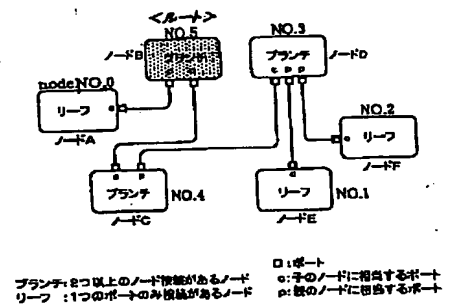 <ルート>
NO.5
NO.3
ノードB
ブランチ
ブランチ
ノードD
c p p
nodeNO.0
リーフ
c
ノードA
NO.2
c リーフ
ノードF
c p
ブランチ
NO.4
ノードC
c
リーフ
NO.1
ノードE
□:ポート
ブランチ:2つ以上のノード接続があるノード
c:子のノードに相当するポート
リーフ :1つのポートのみ接続があるノード
p:親のノードに相当するポート